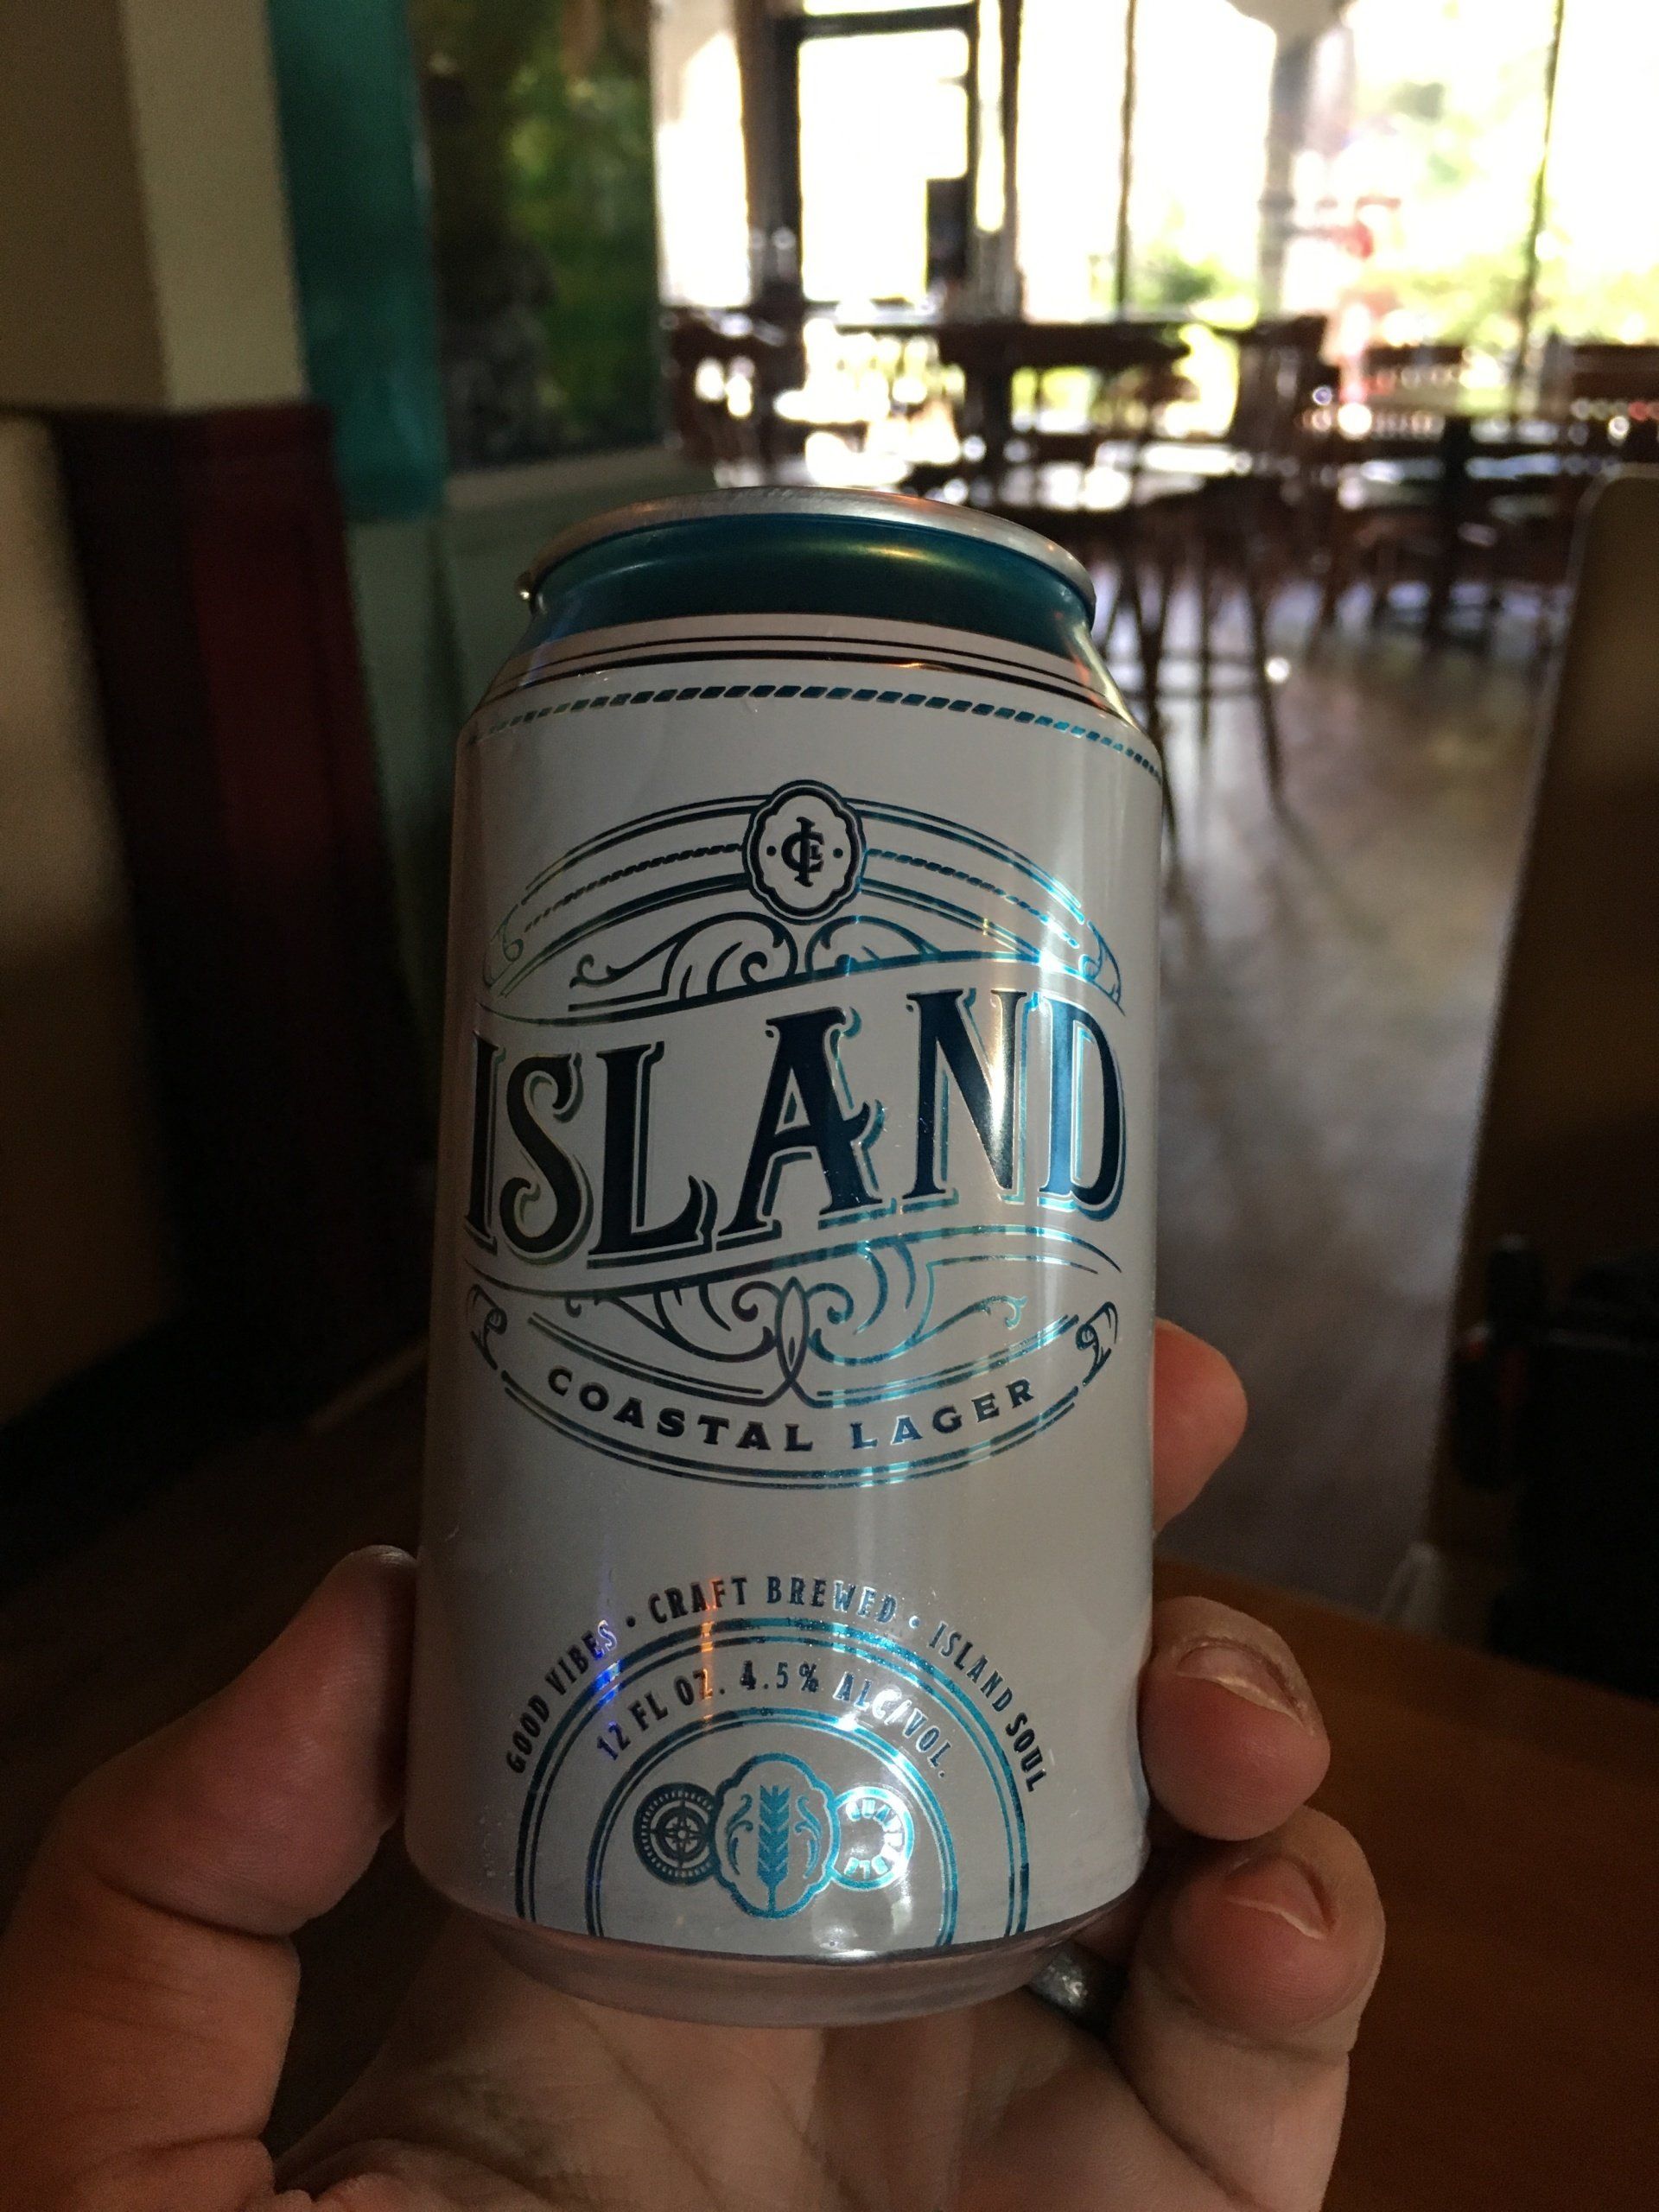 ISLAND
COASTAL LAGER
GOOD VIBES • CRAFT BREWED • ISLAND SOUL
12 FL OZ. 4.5% ALC/VOL.